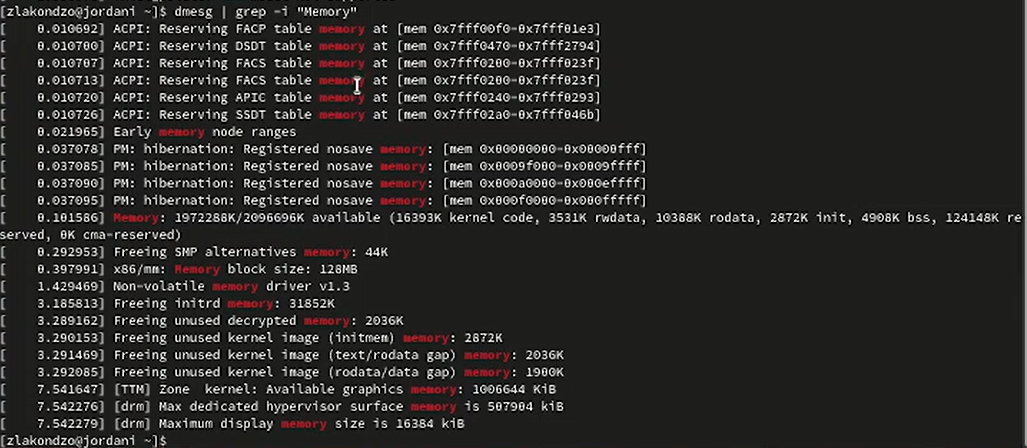 [zlakondzo@jordani ~]$ dmesg | grep -i "Memory"
[    0.010692] ACPI: Reserving FACP table memory at [mem 0x7fff00f0-0x7fff01e3]
[    0.010700] ACPI: Reserving DSDT table memory at [mem 0x7fff0470-0x7fff2794]
[    0.010707] ACPI: Reserving FACS table memory at [mem 0x7fff0200-0x7fff023f]
[    0.010713] ACPI: Reserving FACS table memory at [mem 0x7fff0200-0x7fff023f]
[    0.010720] ACPI: Reserving APIC table memory at [mem 0x7fff0240-0x7fff0293]
[    0.010726] ACPI: Reserving SSDT table memory at [mem 0x7fff02a0-0x7fff046b]
[    0.021965] Early memory node ranges
[    0.037078] PM: hibernation: Registered nosave memory: [mem 0x00000000-0x00000fff]
[    0.037085] PM: hibernation: Registered nosave memory: [mem 0x0009f000-0x0009ffff]
[    0.037090] PM: hibernation: Registered nosave memory: [mem 0x000a0000-0x000effff]
[    0.037095] PM: hibernation: Registered nosave memory: [mem 0x000f0000-0x000fffff]
[    0.101586] Memory: 1972288K/2096696K available (16393K kernel code, 3531K rwdata, 10388K rodata, 2872K init, 4908K bss, 124148K re
served, 0K cma-reserved)
[    0.292953] Freeing SMP alternatives memory: 44K
[    0.397991] x86/mm: Memory block size: 128MB
[    1.429469] Non-volatile memory driver v1.3
[    3.185813] Freeing initrd memory: 31852K
[    3.289162] Freeing unused decrypted memory: 2036K
[    3.290153] Freeing unused kernel image (initmem) memory: 2872K
[    3.291469] Freeing unused kernel image (text/rodata gap) memory: 2036K
[    3.292085] Freeing unused kernel image (rodata/data gap) memory: 1900K
[    7.541647] [TTM] Zone  kernel: Available graphics memory: 1006644 KiB
[    7.542276] [drm] Max dedicated hypervisor surface memory is 507904 kiB
[    7.542279] [drm] Maximum display memory size is 16384 kiB
[zlakondzo@jordani ~]$